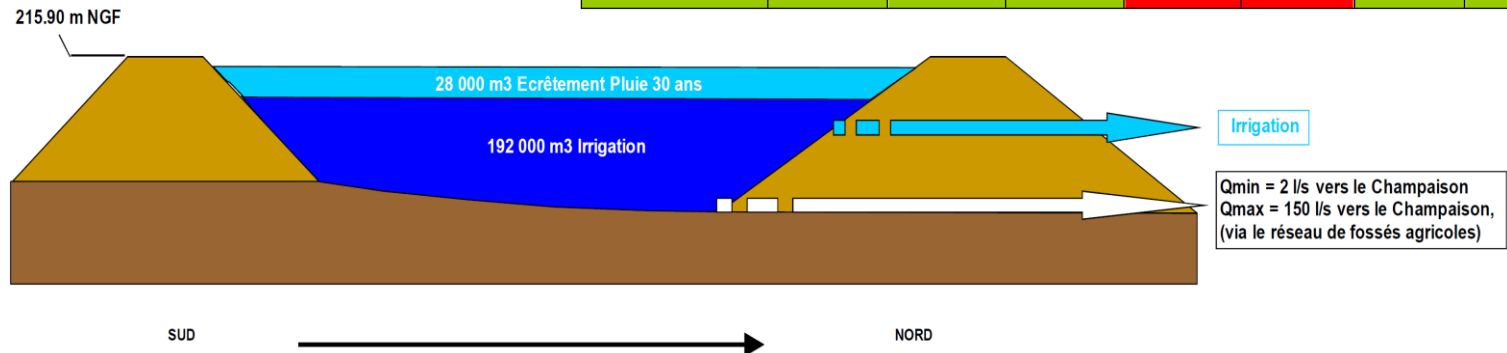 215.90 m NGF
28 000 m3 Ecrêtement Pluie 30 ans
192 000 m3 Irrigation
Irrigation
Qmin = 2 l/s vers le Champaison
Qmax = 150 l/s vers le Champaison,
(via le réseau de fossés agricoles)
SUD
NORD